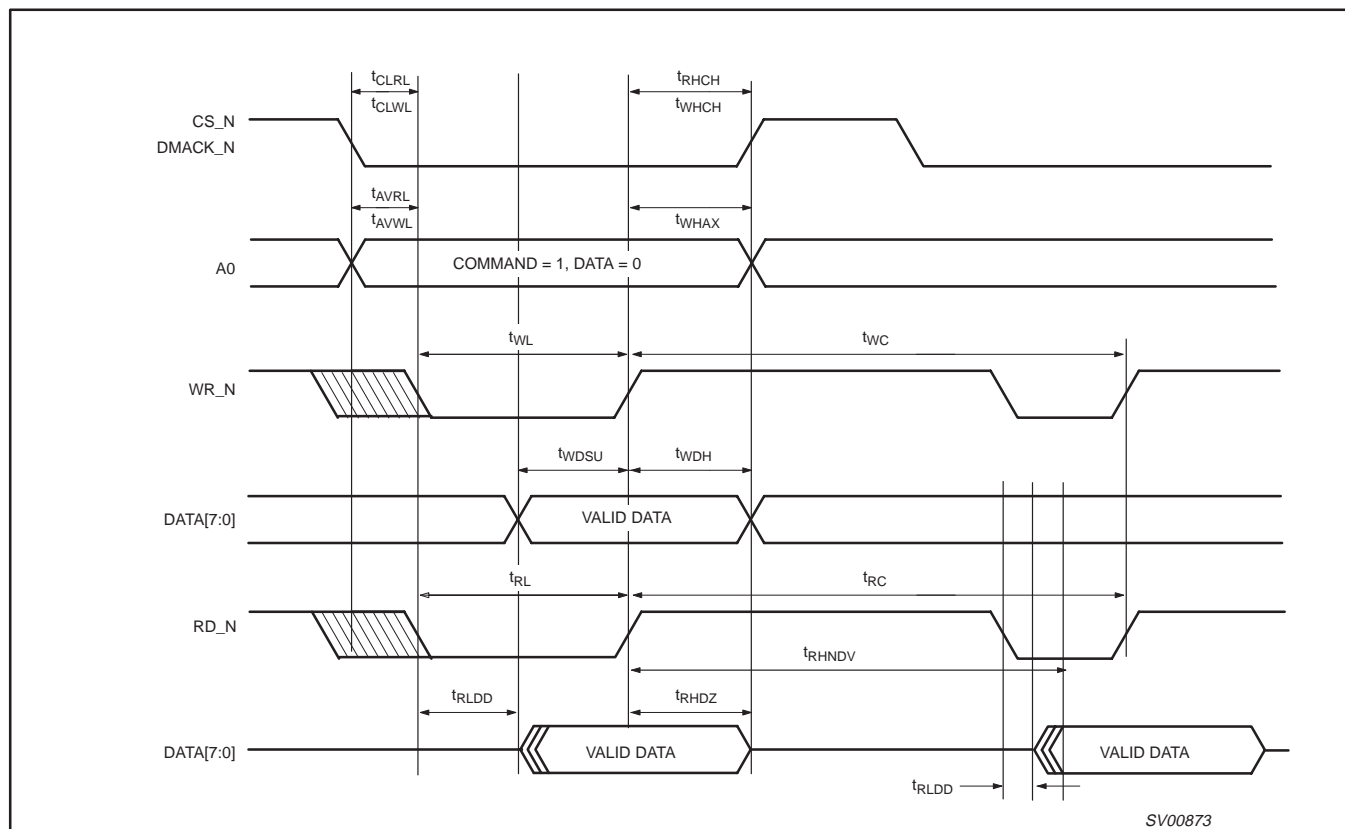 tCLRL
tRHCH
tCLWL
tWHCH
CS_N
DMACK_N
tAVRL
tAVWL
tWHAX
A0
COMMAND = 1, DATA = 0
tWL
tWC
WR_N
tWDSU
tWDH
DATA[7:0]
VALID DATA
tRL
tRC
RD_N
tRHNDV
tRLDD
tRHDZ
DATA[7:0]
VALID DATA
VALID DATA
tRLDD
SV00873